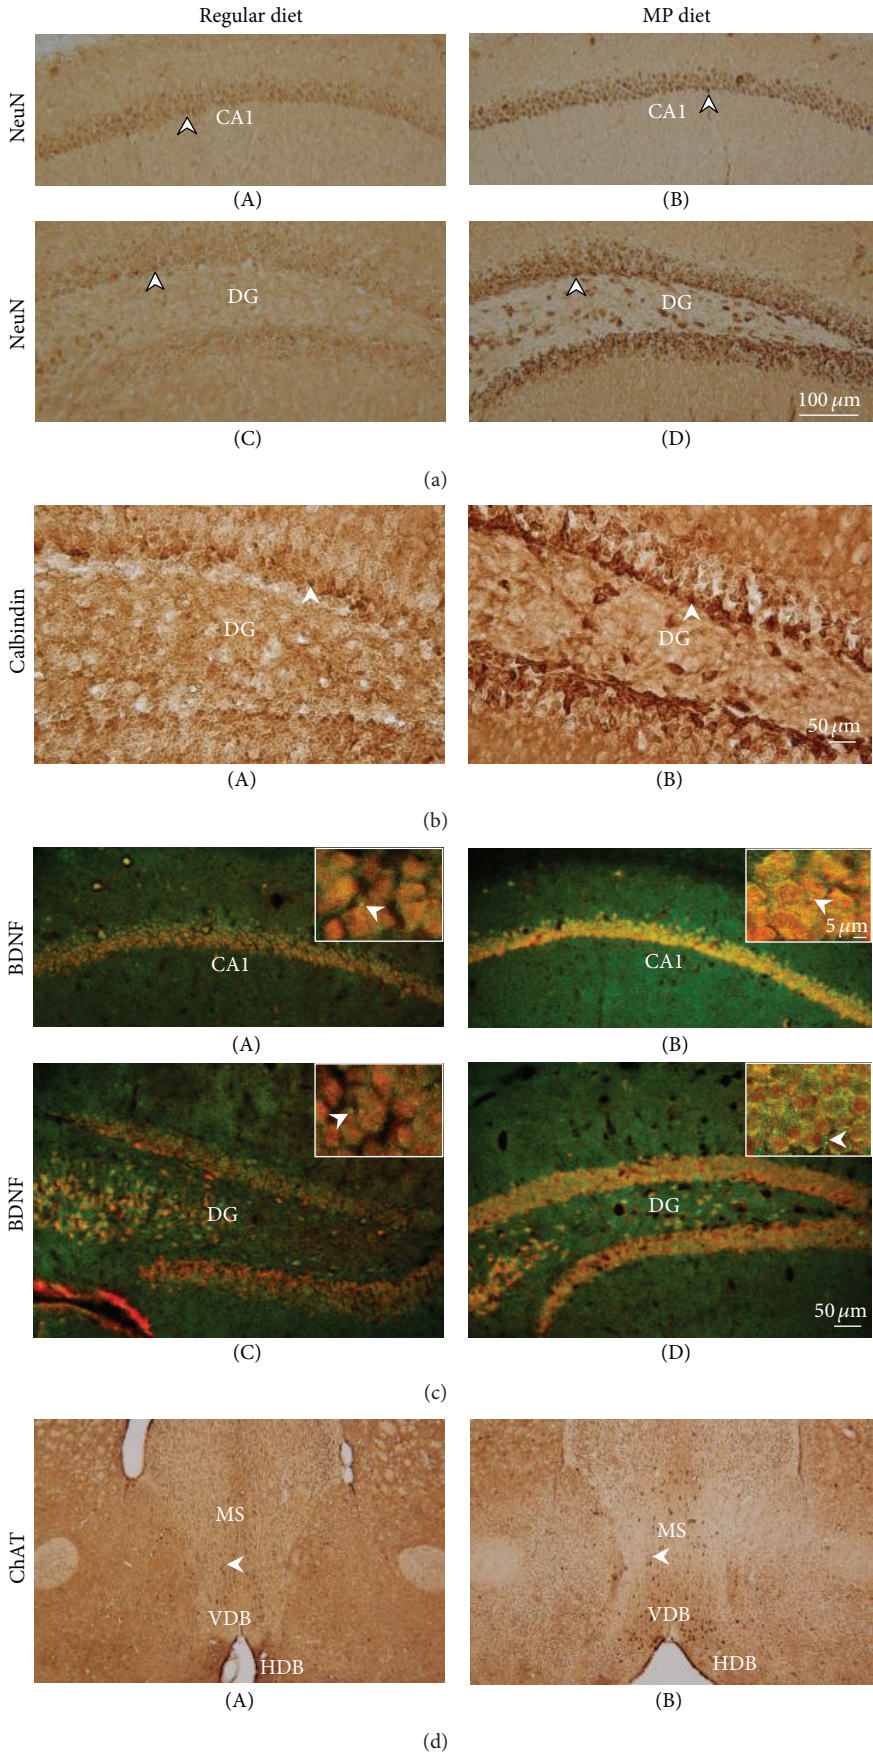 Regular diet
MP diet
NeuN
CA1
CA1
(A)
(B)
NeuN
DG
DG
100 μm
(C)
(D)
(a)
Calbindin
DG
DG
50 μm
(A)
(B)
(b)
BDNF
CA1
5 μm
CA1
(A)
(B)
BDNF
DG
DG
50 μm
(C)
(D)
(c)
ChAT
MS
VDB
HDB
MS
VDB
HDB
(A)
(B)
(d)